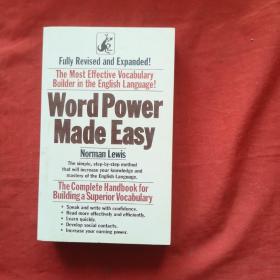 Fully Revised and Expanded!
The Most Effective Vocabulary
Builder in the English Language!
Word Power
Made Easy
Norman Lewis
The simple, step-by-step method
that will increase your knowledge and
mastery of the English Language.
The Complete Handbook for
Building a Superior Vocabulary
• Speak and write with confidence.
• Read more effectively and efficiently.
• Learn quickly.
• Develop social contacts.
• Increase your earning power.